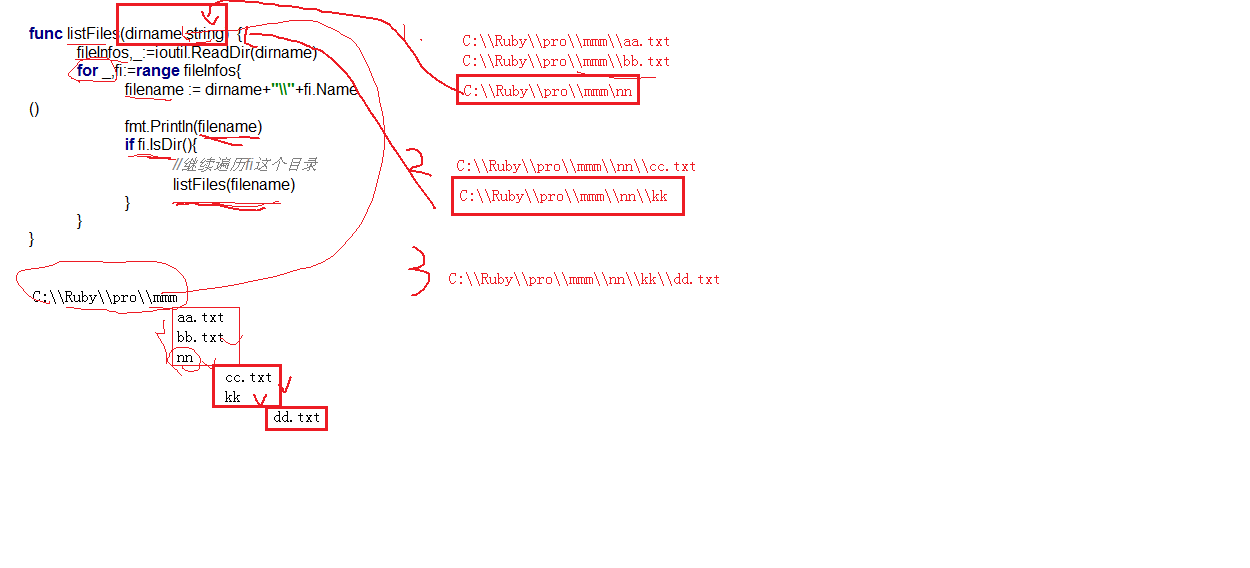 func listFiles(dirname string) {
fileInfos,_:=ioutil.ReadDir(dirname)
for _,fi:=range fileInfos{
filename := dirname+"\\"+fi.Name
()
fmt.Println(filename)
if fi.IsDir(){
//继续遍历fi这个目录
listFiles(filename)
}
}
}
C:\\Ruby\\pro\\mmm
aa.txt
bb.txt
nn
cc.txt
kk
dd.txt
1
C:\\Ruby\\pro\\mmm\\aa.txt
C:\\Ruby\\pro\\mmm\\bb.txt
C:\\Ruby\\pro\\mmm\nn
2
C:\\Ruby\\pro\\mmm\\nn\\cc.txt
C:\\Ruby\\pro\\mmm\\nn\\kk
3
C:\\Ruby\\pro\\mmm\\nn\\kk\\dd.txt